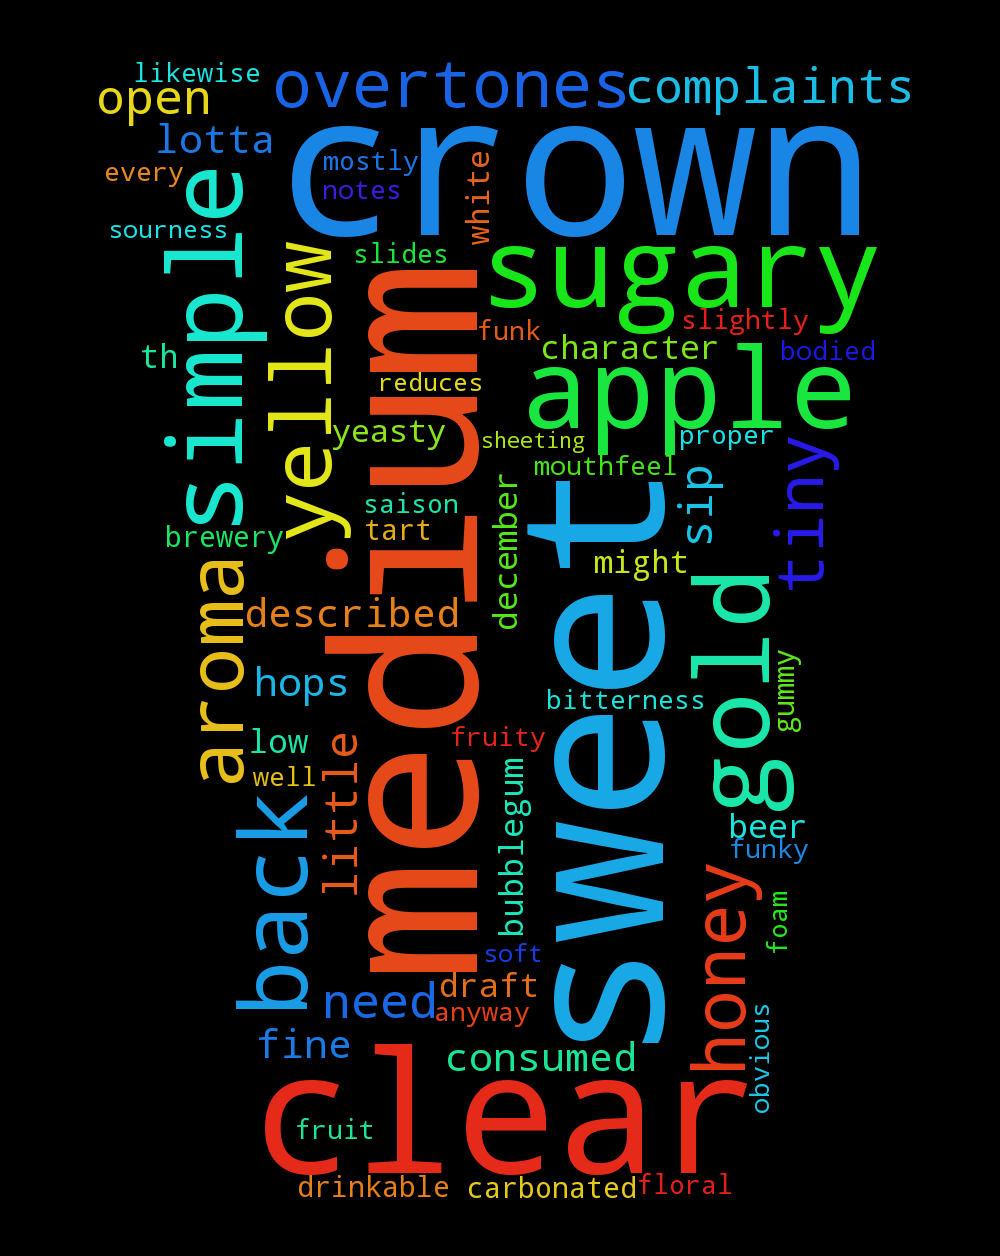 likewise
open
overtones
complaints
crown
lotta
mostly
white
every
notes
simple
sourness
slides
yellow
sugary
medium
funk
slightly
th
character
bodied
apple
reduces
yeasty
sheeting
proper
mouthfeel
tiny
sip
saison
december
sweet
brewery
tart
might
aroma
described
gold
hops
bitterness
gummy
low
little
fruity
well
bubblegum
back
beer
funky
honey
foam
soft
need
draft
anyway
obvious
fine
consumed
clear
fruit
drinkable
carbonated
floral